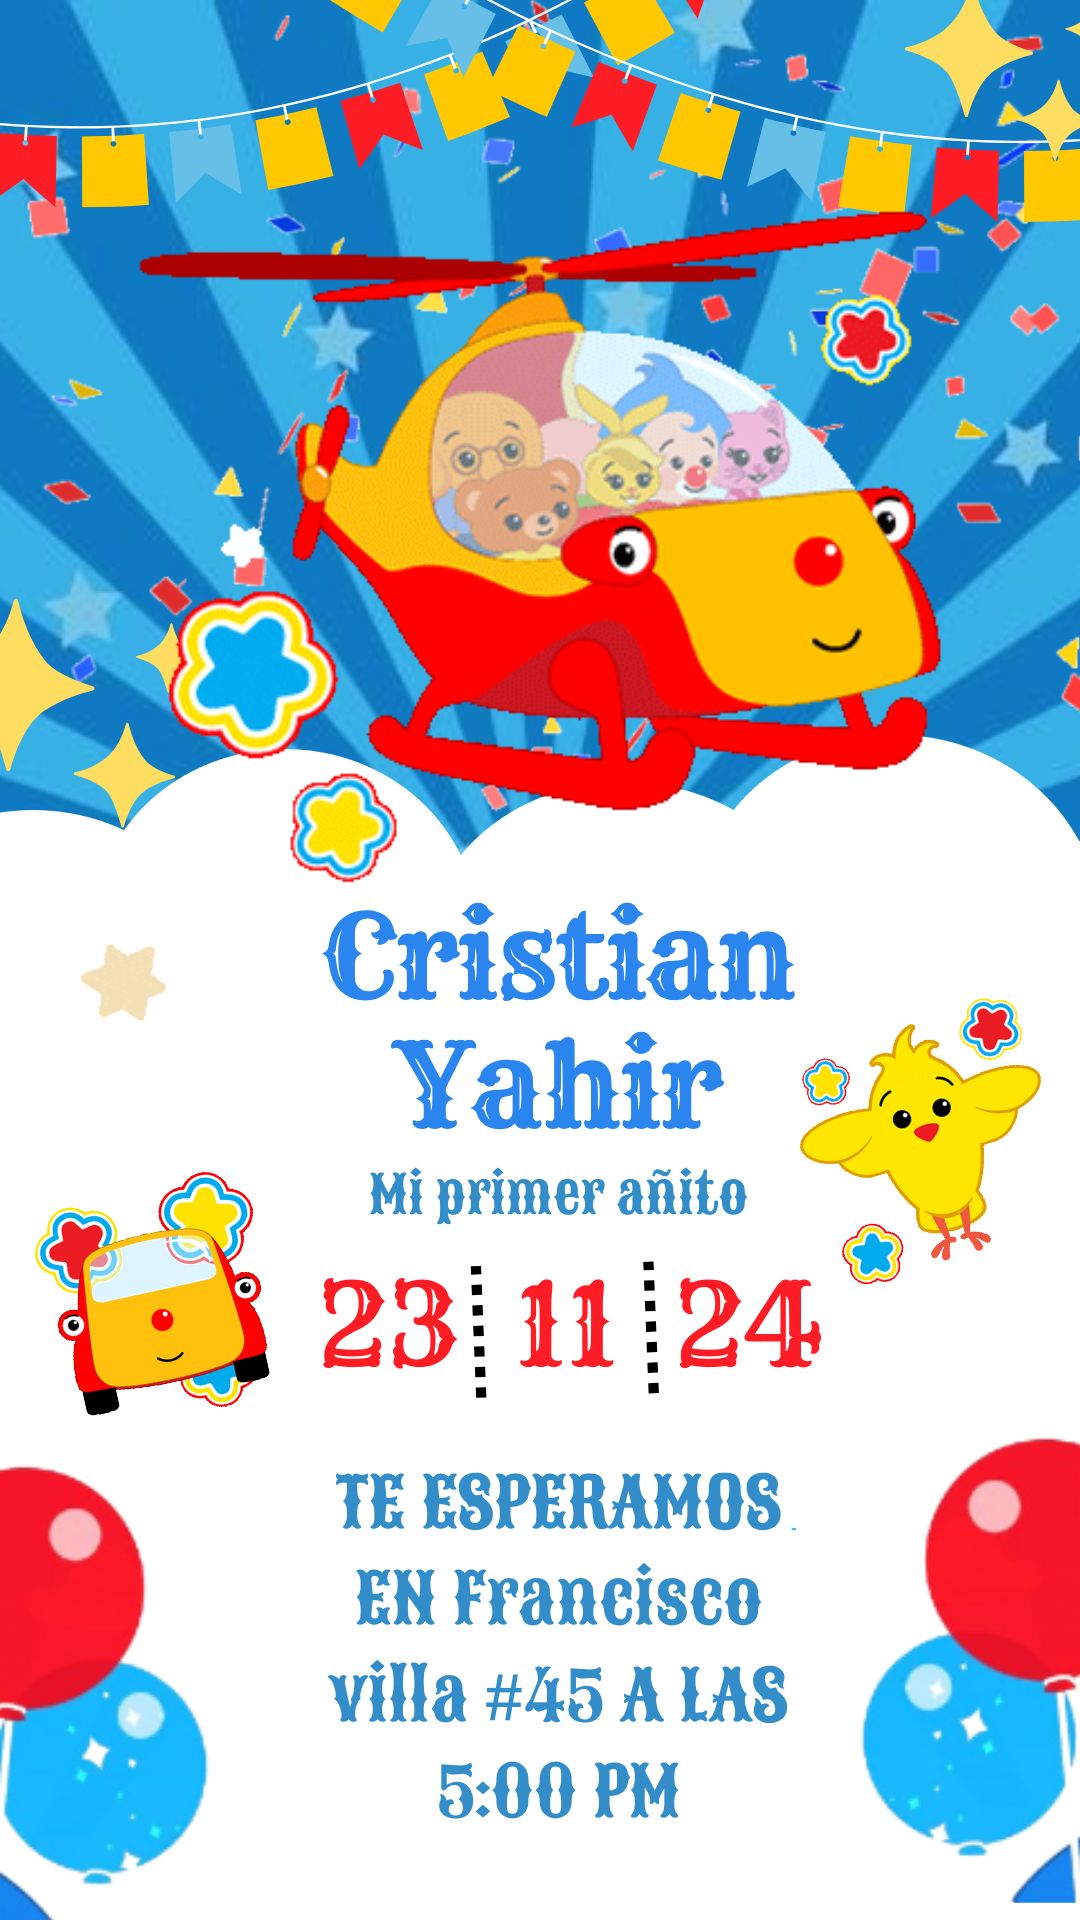 Cristian
Yahir
Mi primer añito
23 11 24
TE ESPERAMOS
EN Francisco
villa #45 A LAS
5:00 PM